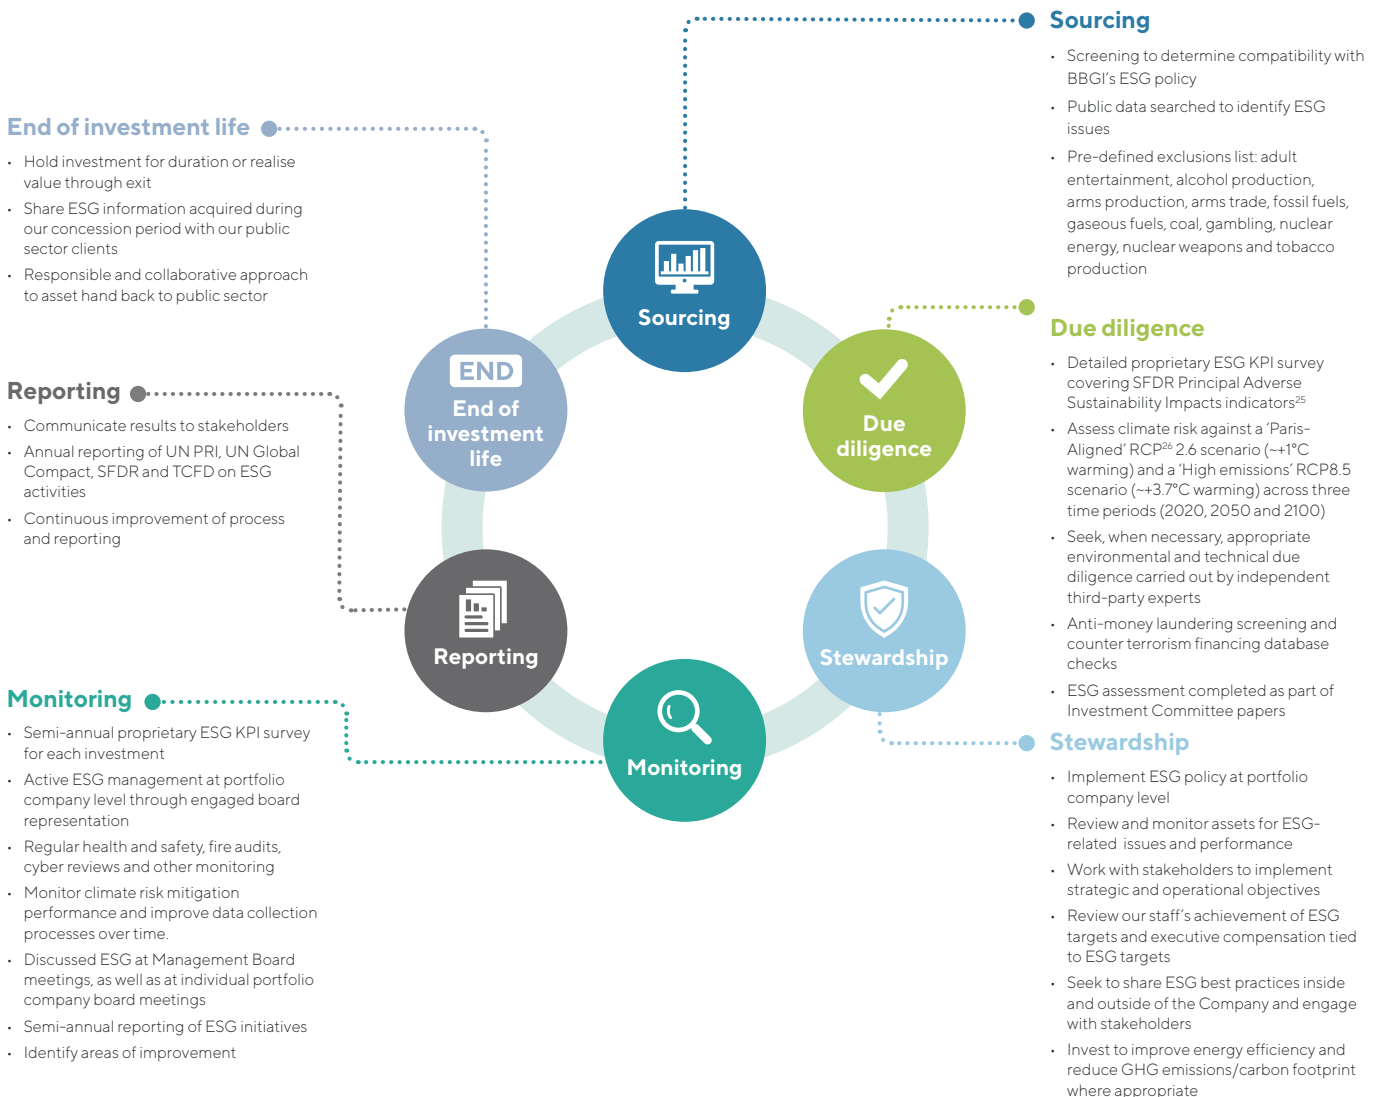 Sourcing
• Screening to determine compatibility with
BBGI's ESG policy
• Public data searched to identify ESG
issues
• Pre-defined exclusions list: adult
entertainment, alcohol production,
arms production, arms trade, fossil fuels,
gaseous fuels, coal, gambling, nuclear
energy, nuclear weapons and tobacco
production
Due diligence
• Detailed proprietary ESG KPI survey
covering SFDR Principal Adverse
Sustainability Impacts indicators25
• Assess climate risk against a 'Paris-
Aligned' RCP26 2.6 scenario (~+1°C
warming) and a 'High emissions' RCP8.5
scenario (~+3.7°C warming) across three
time periods (2020, 2050 and 2100)
• Seek, when necessary, appropriate
environmental and technical due
diligence carried out by independent
third-party experts
• Anti-money laundering screening and
counter terrorism financing database
checks
• ESG assessment completed as part of
Investment Committee papers
Stewardship
• Implement ESG policy at portfolio
company level
• Review and monitor assets for ESG-
related issues and performance
• Work with stakeholders to implement
strategic and operational objectives
• Review our staff's achievement of ESG
targets and executive compensation tied
to ESG targets
• Seek to share ESG best practices inside
and outside of the Company and engage
with stakeholders
• Invest to improve energy efficiency and
reduce GHG emissions/carbon footprint
where appropriate
End of investment life
• Hold investment for duration or realise
value through exit
• Share ESG information acquired during
our concession period with our public
sector clients
• Responsible and collaborative approach
to asset hand back to public sector
Reporting
• Communicate results to stakeholders
• Annual reporting of UN PRI, UN Global
Compact, SFDR and TCFD on ESG
activities
• Continuous improvement of process
and reporting
Monitoring
• Semi-annual proprietary ESG KPI survey
for each investment
• Active ESG management at portfolio
company level through engaged board
representation
• Regular health and safety, fire audits,
cyber reviews and other monitoring
• Monitor climate risk mitigation
performance and improve data collection
processes over time.
• Discussed ESG at Management Board
meetings, as well as at individual portfolio
company board meetings
• Semi-annual reporting of ESG initiatives
• Identify areas of improvement
Sourcing
Due
diligence
Stewardship
Monitoring
Reporting
END
End of
investment
life